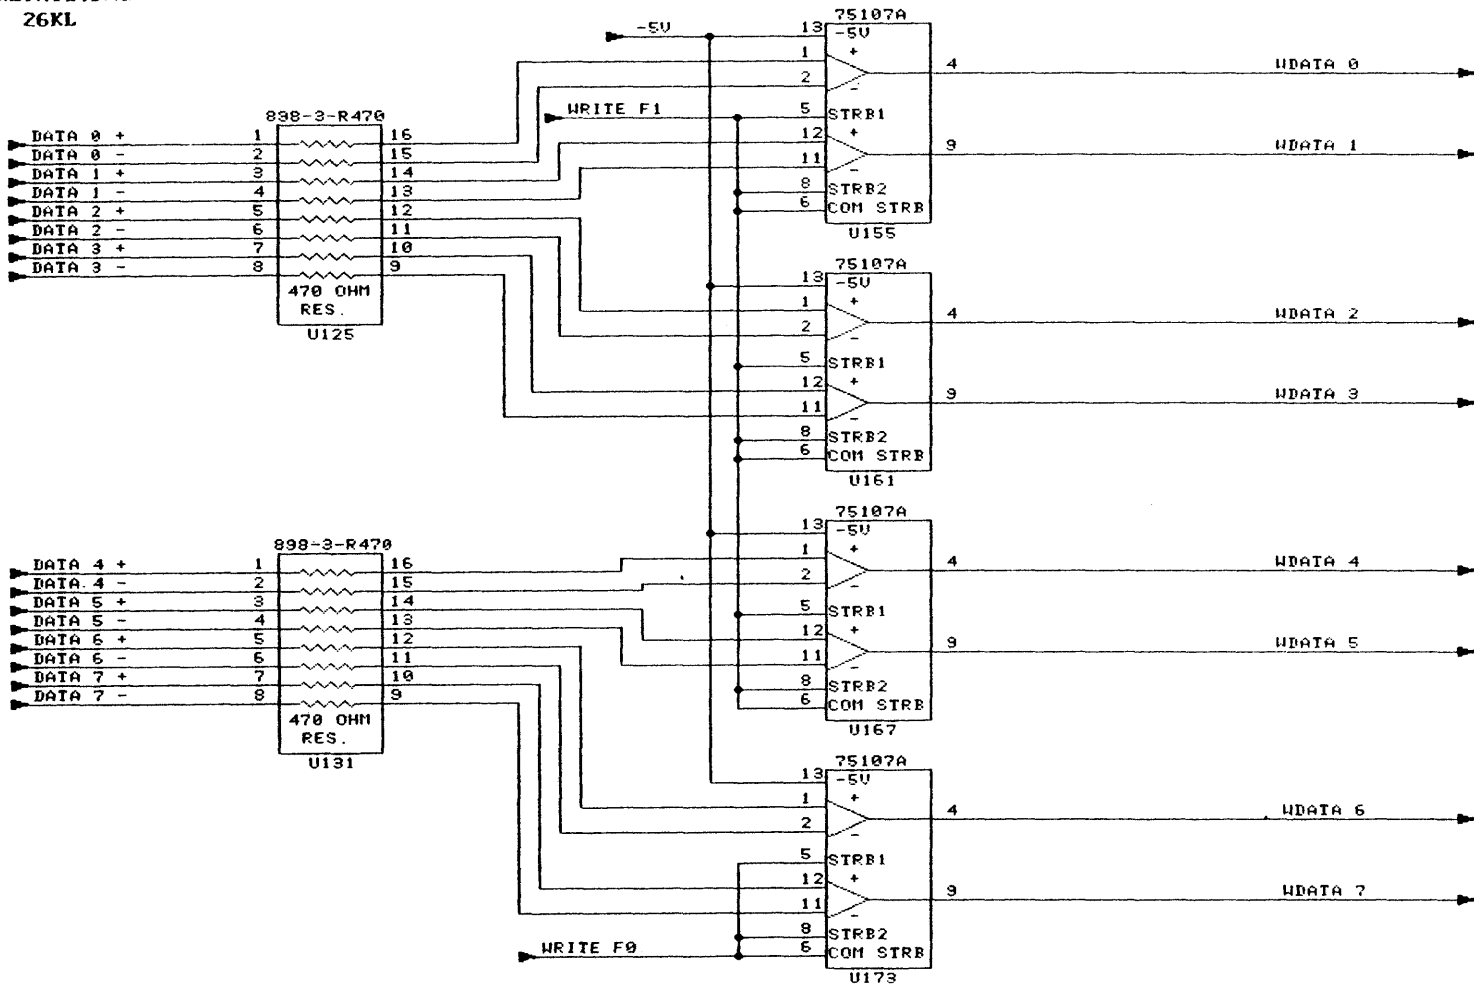 26KL
-5V
WRITE F1
838-3-R470
DATA 0 + 1 16
DATA 0 - 2 15
DATA 1 + 3 14
DATA 1 - 4 13
DATA 2 + 5 12
DATA 2 - 6 11
DATA 3 + 7 10
DATA 3 - 8 9
470 OHM
RES.
U125
75107A
13 -5V
1 +
2 -
4 WDATA 0
5 STRB1
12 +
11 -
9 WDATA 1
8 STRB2
6 COM STRB
U155
75107A
13 -5V
1 +
2 -
4 WDATA 2
5 STRB1
12 +
11 -
9 WDATA 3
8 STRB2
6 COM STRB
U161
898-3-R470
DATA 4 + 1 16
DATA 4 - 2 15
DATA 5 + 3 14
DATA 5 - 4 13
DATA 6 + 5 12
DATA 6 - 6 11
DATA 7 + 7 10
DATA 7 - 8 9
470 OHM
RES.
U131
75107A
13 -5V
1 +
2 -
4 WDATA 4
5 STRB1
12 +
11 -
9 WDATA 5
8 STRB2
6 COM STRB
U167
75107A
13 -5V
1 +
2 -
4 WDATA 6
5 STRB1
12 +
11 -
9 WDATA 7
8 STRB2
6 COM STRB
U173
WRITE F0